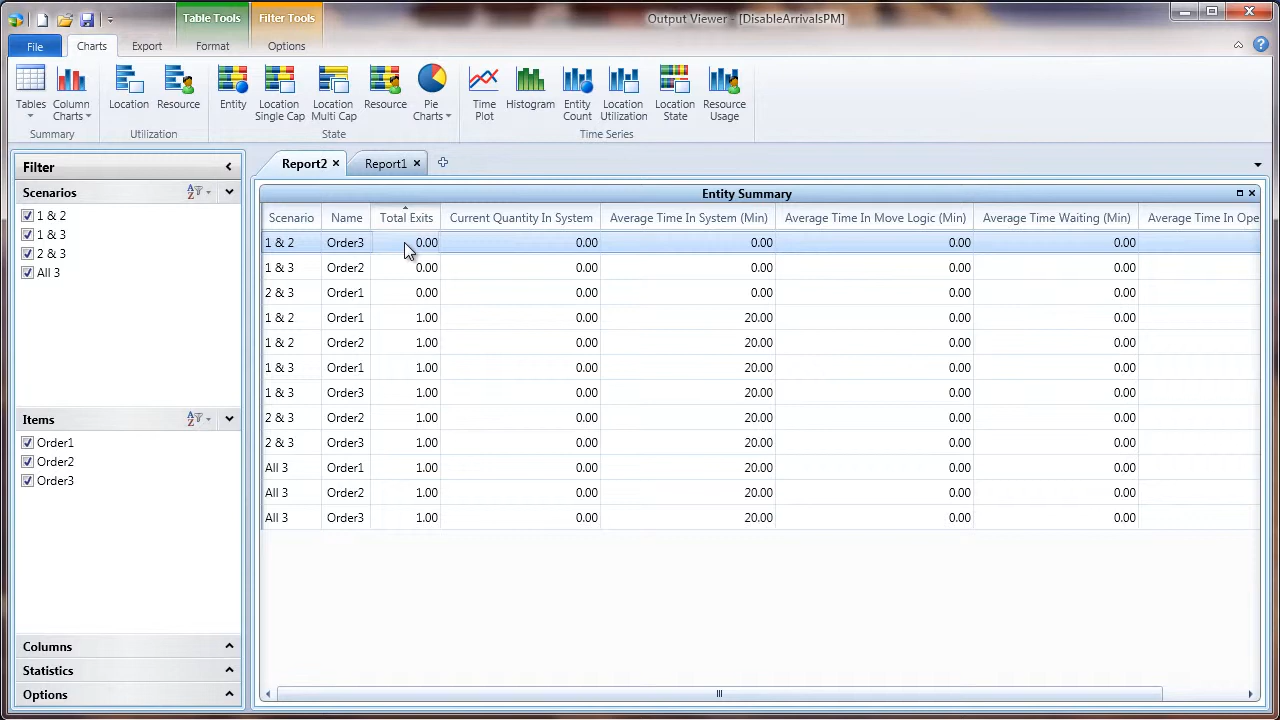 Table Tools
Filter Tools
Output Viewer - [DisableArrivalsPM]
File
Charts
Export
Format
Options
Tables
Column Charts
Location
Resource
Entity
Location Single Cap
Location Multi Cap
Resource
Pie Charts
Time Plot
Histogram
Entity Count
Location Utilization
Location State
Resource Usage
Summary
Utilization
State
Time Series
Filter
Scenarios
1 & 2
1 & 3
2 & 3
All 3
Items
Order1
Order2
Order3
Columns
Statistics
Options
Report2
Report1
Entity Summary
Scenario Name Total Exits Current Quantity In System Average Time In System (Min) Average Time In Move Logic (Min) Average Time Waiting (Min) Average Time In Ope
1 & 2 Order3 0.00 0.00 0.00 0.00 0.00
1 & 3 Order2 0.00 0.00 0.00 0.00 0.00
2 & 3 Order1 0.00 0.00 0.00 0.00 0.00
1 & 2 Order1 1.00 0.00 20.00 0.00 0.00
1 & 2 Order2 1.00 0.00 20.00 0.00 0.00
1 & 3 Order1 1.00 0.00 20.00 0.00 0.00
1 & 3 Order3 1.00 0.00 20.00 0.00 0.00
2 & 3 Order2 1.00 0.00 20.00 0.00 0.00
2 & 3 Order3 1.00 0.00 20.00 0.00 0.00
All 3 Order1 1.00 0.00 20.00 0.00 0.00
All 3 Order2 1.00 0.00 20.00 0.00 0.00
All 3 Order3 1.00 0.00 20.00 0.00 0.00